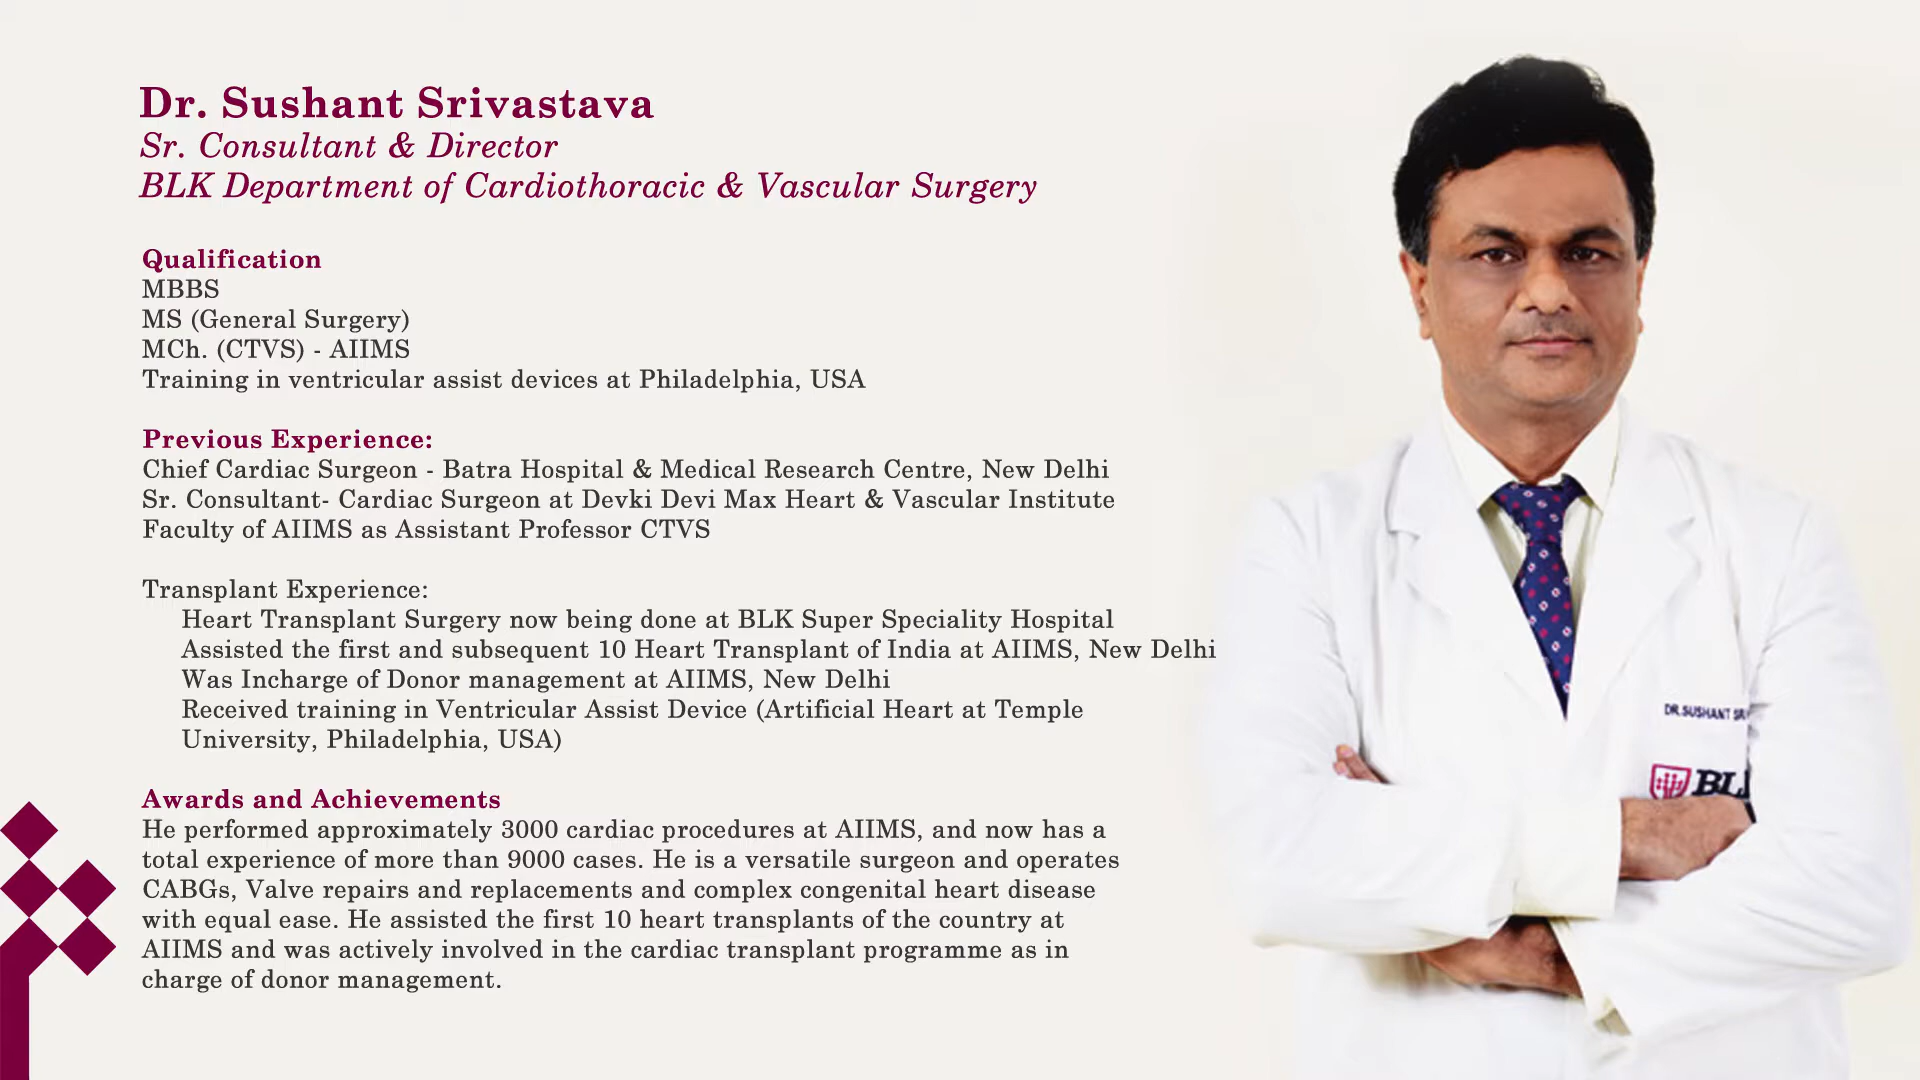 Dr. Sushant Srivastava
Sr. Consultant & Director
BLK Department of Cardiothoracic & Vascular Surgery
Qualification
MBBS
MS (General Surgery)
MCh. (CTVS) - AIIMS
Training in ventricular assist devices at Philadelphia, USA
Previous Experience:
Chief Cardiac Surgeon - Batra Hospital & Medical Research Centre, New Delhi
Sr. Consultant- Cardiac Surgeon at Devki Devi Max Heart & Vascular Institute
Faculty of AIIMS as Assistant Professor CTVS
Transplant Experience:
Heart Transplant Surgery now being done at BLK Super Speciality Hospital
Assisted the first and subsequent 10 Heart Transplant of India at AIIMS, New Delhi
Was Incharge of Donor management at AIIMS, New Delhi
Received training in Ventricular Assist Device (Artificial Heart at Temple
University, Philadelphia, USA)
Awards and Achievements
He performed approximately 3000 cardiac procedures at AIIMS, and now has a
total experience of more than 9000 cases. He is a versatile surgeon and operates
CABGs, Valve repairs and replacements and complex congenital heart disease
with equal ease. He assisted the first 10 heart transplants of the country at
AIIMS and was actively involved in the cardiac transplant programme as in
charge of donor management.
DR.SUSHANT